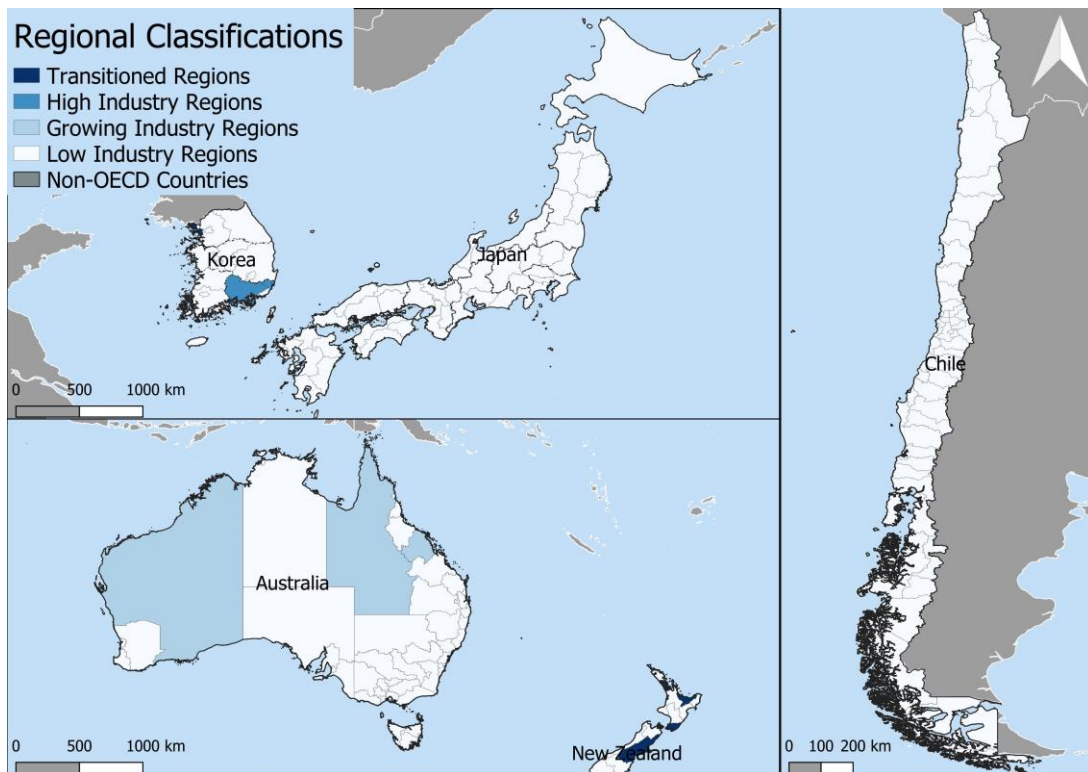 Regional Classifications
Transitioned Regions
High Industry Regions
Growing Industry Regions
Low Industry Regions
Non-OECD Countries
Korea
Japan
0 500 1000 km
Chile
Australia
New Zealand
0 500 1000 km
0 100 200 km